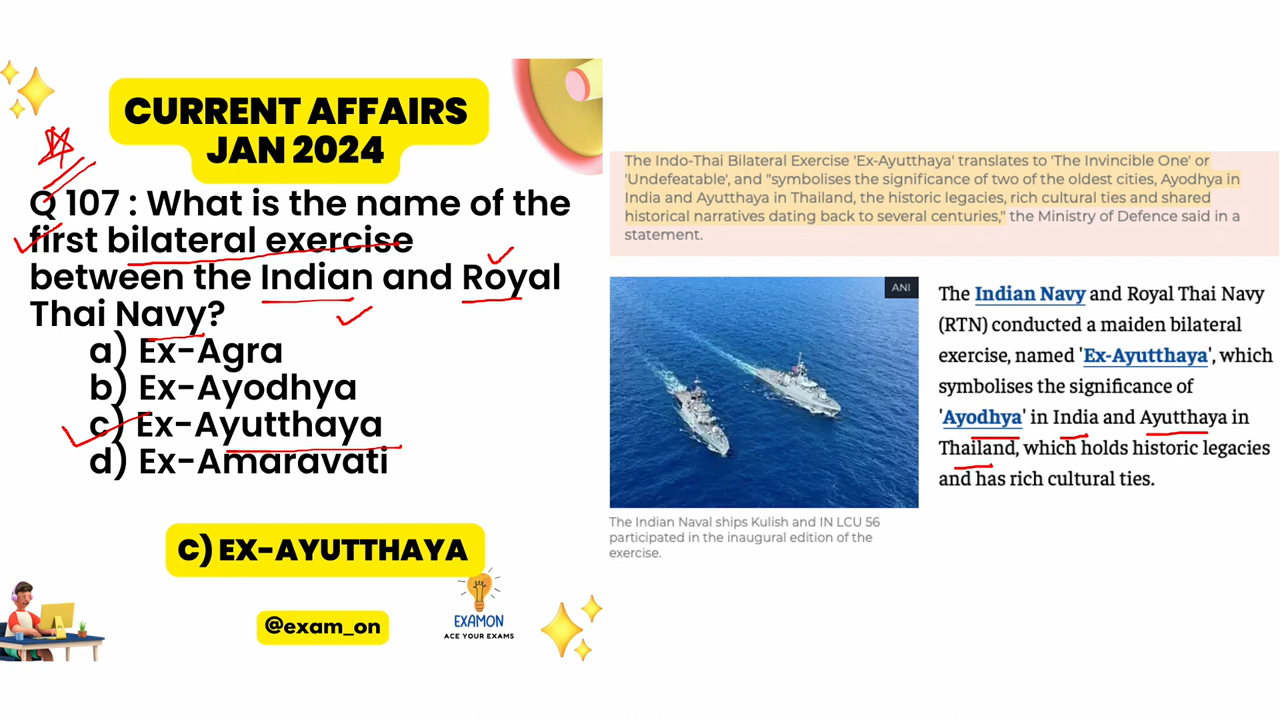 CURRENT AFFAIRS
JAN 2024
Q 107 : What is the name of the
first bilateral exercise
between the Indian and Royal
Thai Navy?
a) Ex-Agra
b) Ex-Ayodhya
c) Ex-Ayutthaya
d) Ex-Amaravati
C) EX-AYUTTHAYA
@exam_on
EXAMON
ACE YOUR EXAMS
The Indo-Thai Bilateral Exercise 'Ex-Ayutthaya' translates to 'The Invincible One' or
'Undefeatable', and "symbolises the significance of two of the oldest cities, Ayodhya in
India and Ayutthaya in Thailand, the historic legacies, rich cultural ties and shared
historical narratives dating back to several centuries," the Ministry of Defence said in a
statement.
ANI
The Indian Naval ships Kulish and IN LCU 56
participated in the inaugural edition of the
exercise.
The Indian Navy and Royal Thai Navy
(RTN) conducted a maiden bilateral
exercise, named 'Ex-Ayutthaya', which
symbolises the significance of
'Ayodhya' in India and Ayutthaya in
Thailand, which holds historic legacies
and has rich cultural ties.